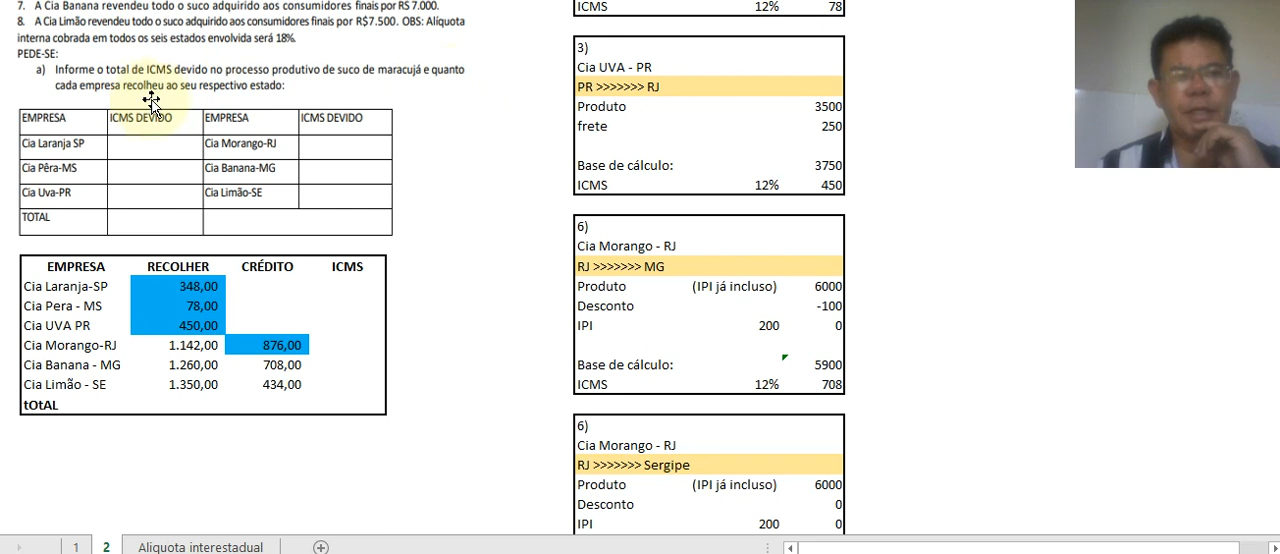 7. A Cia Banana revendeu todo o suco adquirido aos consumidores finais por R$ 7.000.
8. A Cia Limão revendeu todo o suco adquirido aos consumidores finais por R$7.500. OBS: Alíquota
interna cobrada em todos os seis estados envolvida será 18%.
PEDE-SE:
a) Informe o total de ICMS devido no processo produtivo de suco de maracujá e quanto
cada empresa recolheu ao seu respectivo estado:
EMPRESA ICMS DEVIDO EMPRESA ICMS DEVIDO
Cia Laranja SP Cia Morango-RJ
Cia Pêra-MS Cia Banana-MG
Cia Uva-PR Cia Limão-SE
TOTAL
EMPRESA RECOLHER CRÉDITO ICMS
Cia Laranja-SP 348,00
Cia Pera - MS 78,00
Cia UVA PR 450,00
Cia Morango-RJ 1.142,00 876,00
Cia Banana - MG 1.260,00 708,00
Cia Limão - SE 1.350,00 434,00
tOtAL
ICMS 12% 78
3)
Cia UVA - PR
PR >>>>>>> RJ
Produto 3500
frete 250
Base de cálculo: 3750
ICMS 12% 450
6)
Cia Morango - RJ
RJ >>>>>>> MG
Produto (IPI já incluso) 6000
Desconto -100
IPI 200 0
Base de cálculo: 5900
ICMS 12% 708
6)
Cia Morango - RJ
RJ >>>>>>> Sergipe
Produto (IPI já incluso) 6000
Desconto 0
IPI 200 0
1 2 Aliquota interestadual